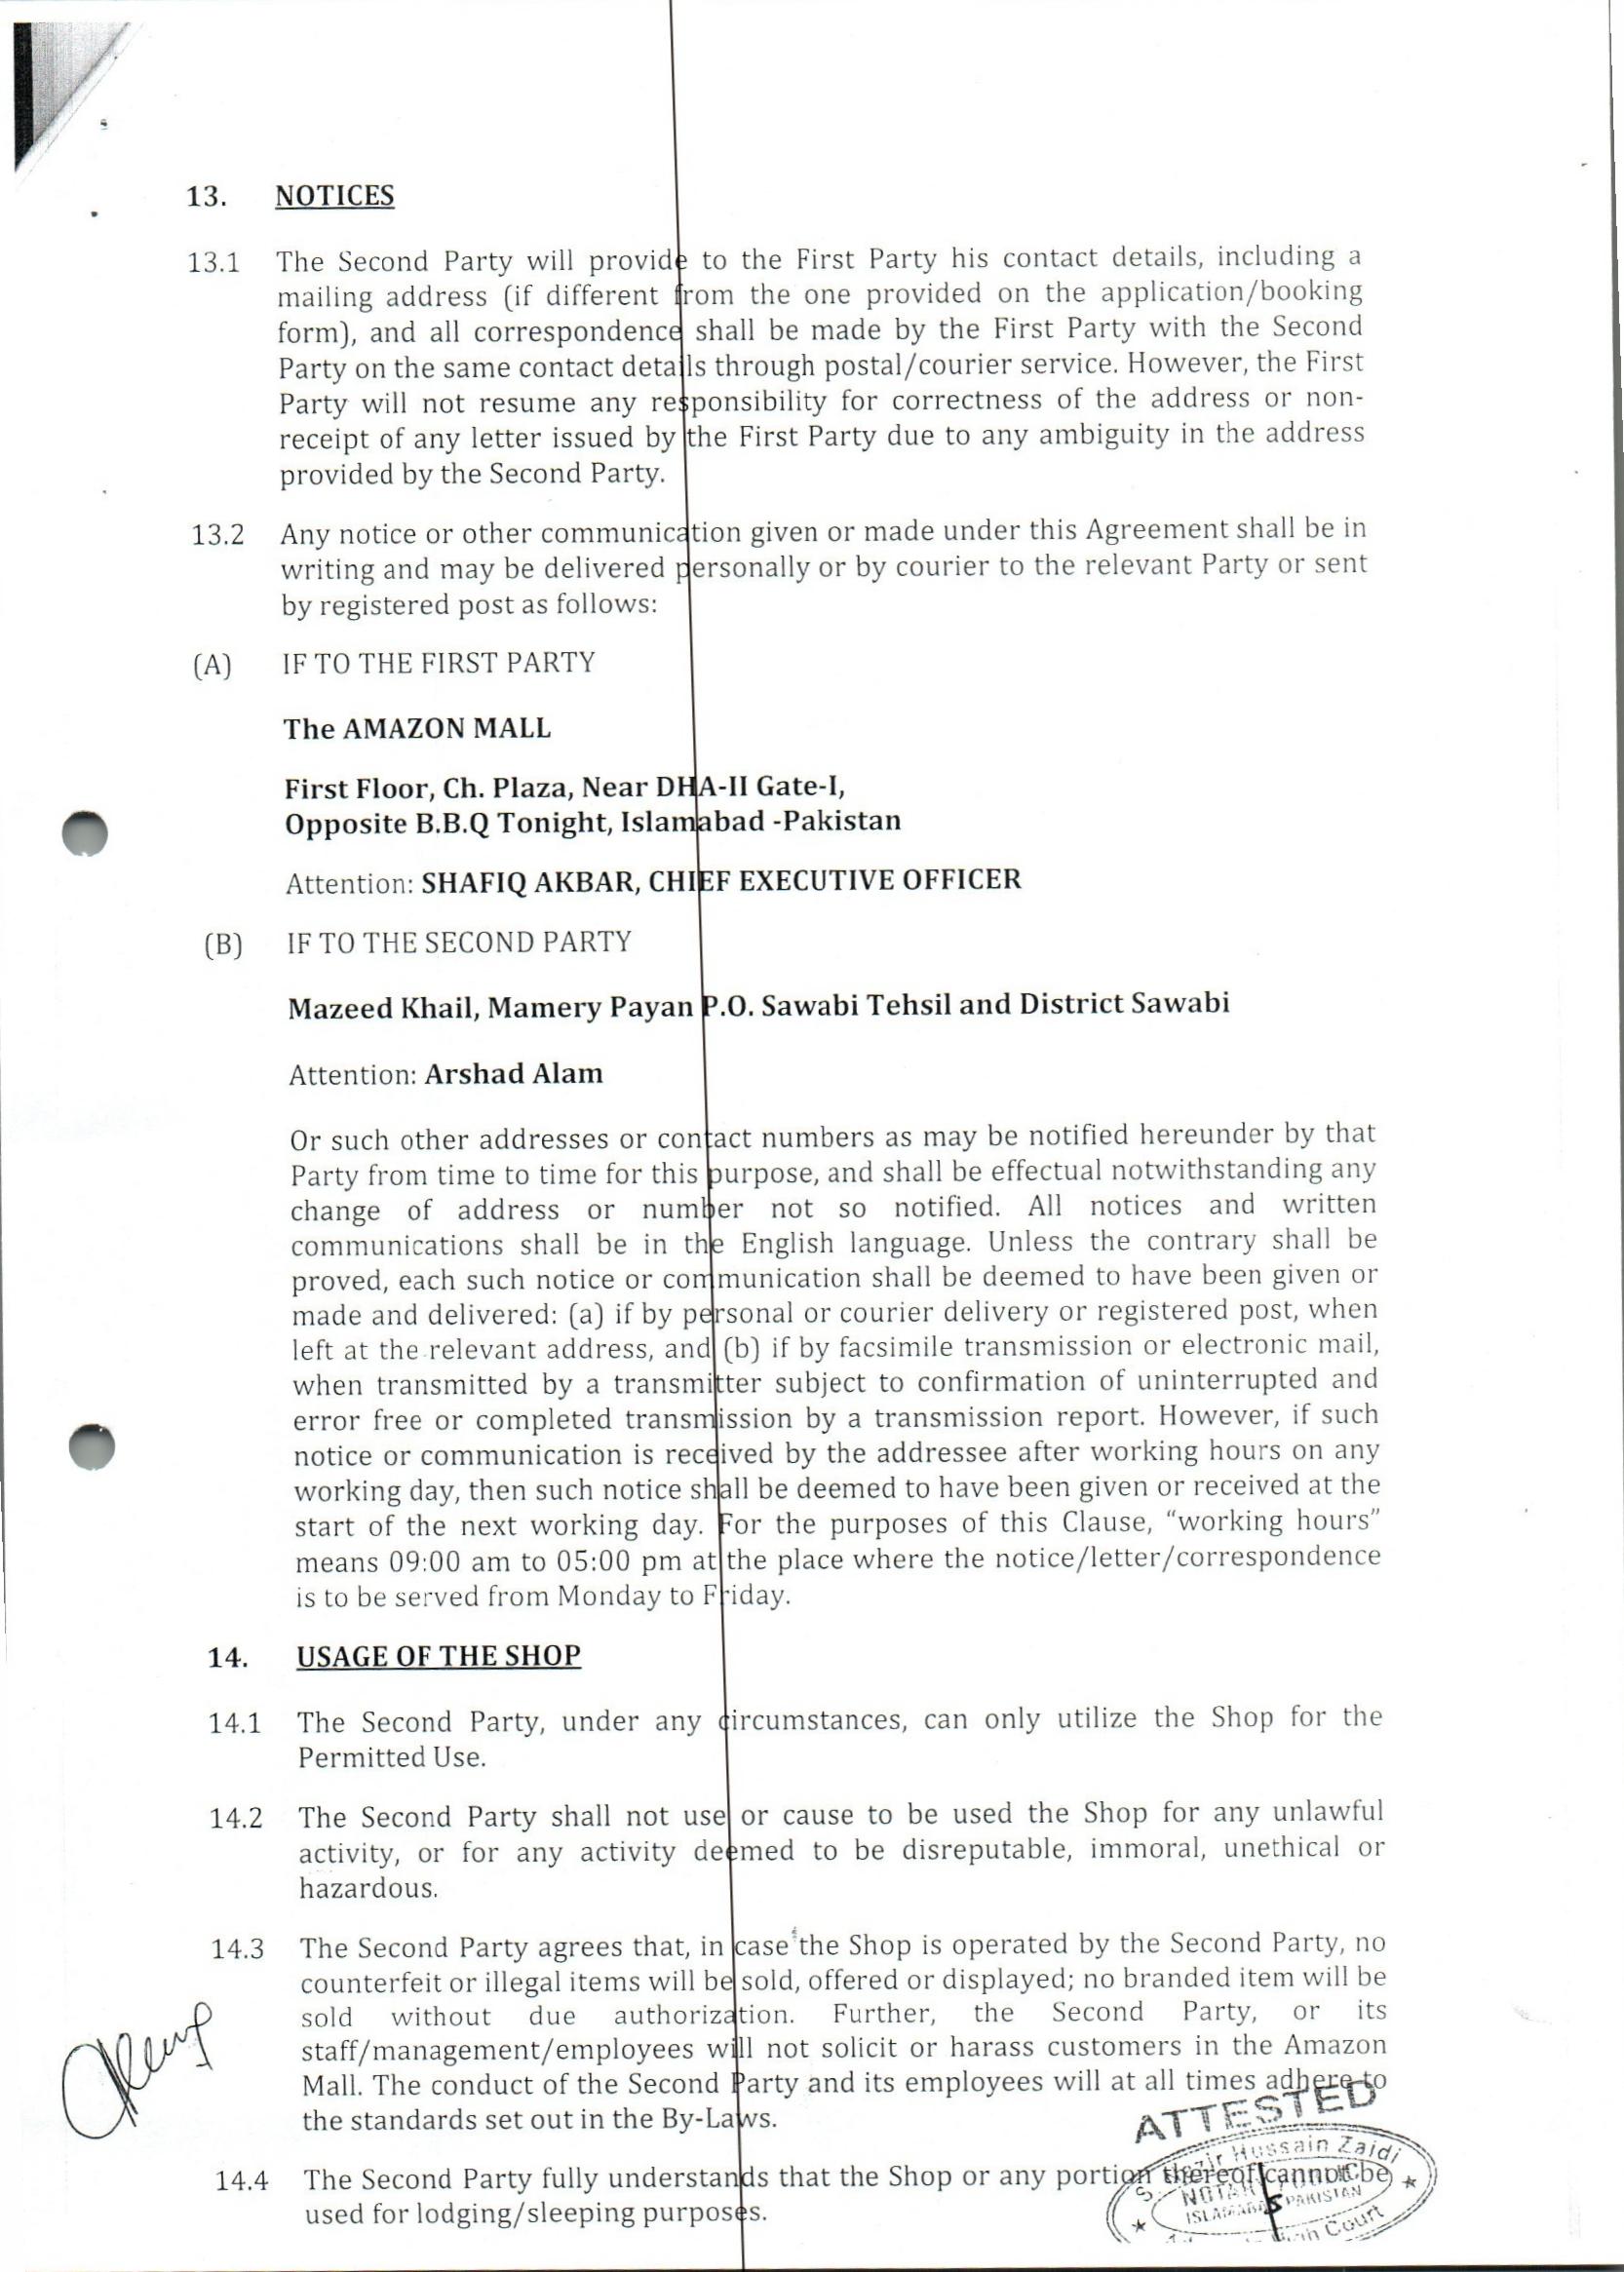 13. NOTICES
13.1 The Second Party will provide to the First Party his contact details, including a
mailing address (if different from the one provided on the application/booking
form), and all correspondence shall be made by the First Party with the Second
Party on the same contact details through postal/courier service. However, the First
Party will not resume any responsibility for correctness of the address or non-
receipt of any letter issued by the First Party due to any ambiguity in the address
provided by the Second Party.
13.2 Any notice or other communication given or made under this Agreement shall be in
writing and may be delivered personally or by courier to the relevant Party or sent
by registered post as follows:
(A) IF TO THE FIRST PARTY
The AMAZON MALL
First Floor, Ch. Plaza, Near DHA-II Gate-I,
Opposite B.B.Q Tonight, Islamabad -Pakistan
Attention: SHAFIQ AKBAR, CHIEF EXECUTIVE OFFICER
(B) IF TO THE SECOND PARTY
Mazeed Khail, Mamery Payan P.O. Sawabi Tehsil and District Sawabi
Attention: Arshad Alam
Or such other addresses or contact numbers as may be notified hereunder by that
Party from time to time for this purpose, and shall be effectual notwithstanding any
change of address or number not so notified. All notices and written
communications shall be in the English language. Unless the contrary shall be
proved, each such notice or communication shall be deemed to have been given or
made and delivered: (a) if by personal or courier delivery or registered post, when
left at the relevant address, and (b) if by facsimile transmission or electronic mail,
when transmitted by a transmitter subject to confirmation of uninterrupted and
error free or completed transmission by a transmission report. However, if such
notice or communication is received by the addressee after working hours on any
working day, then such notice shall be deemed to have been given or received at the
start of the next working day. For the purposes of this Clause, “working hours”
means 09:00 am to 05:00 pm at the place where the notice/letter/correspondence
is to be served from Monday to Friday.
14. USAGE OF THE SHOP
14.1 The Second Party, under any circumstances, can only utilize the Shop for the
Permitted Use.
14.2 The Second Party shall not use or cause to be used the Shop for any unlawful
activity, or for any activity deemed to be disreputable, immoral, unethical or
hazardous.
14.3 The Second Party agrees that, in case the Shop is operated by the Second Party, no
counterfeit or illegal items will be sold, offered or displayed; no branded item will be
sold without due authorization. Further, the Second Party, or its
staff/management/employees will not solicit or harass customers in the Amazon
Mall. The conduct of the Second Party and its employees will at all times adhere to
the standards set out in the By-Laws.
14.4 The Second Party fully understands that the Shop or any portion thereof cannot be
used for lodging/sleeping purposes.
ATTESTED
Hussain Zaidi
NOTARY PUBLIC
ISLAMABAD PAKISTAN
High Court